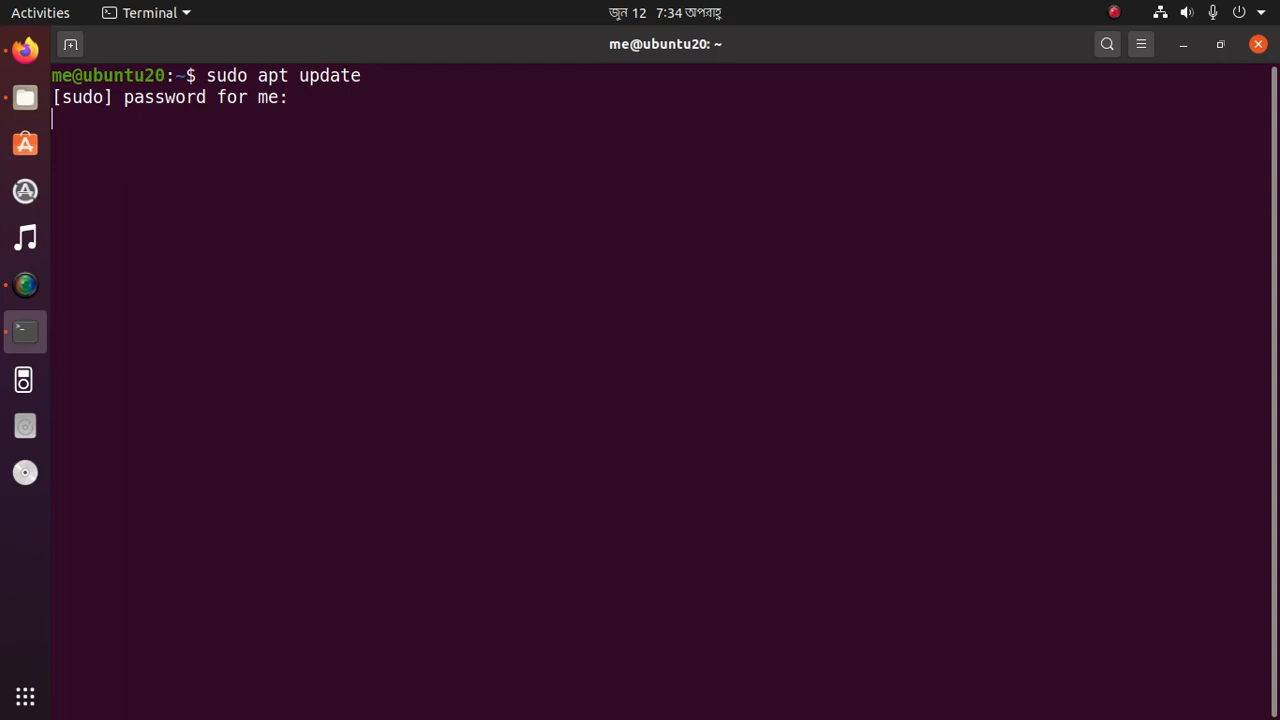 Activities Terminal জুন 12 7:34 অপরাহ্ণ
me@ubuntu20: ~
me@ubuntu20:~$ sudo apt update
[sudo] password for me: